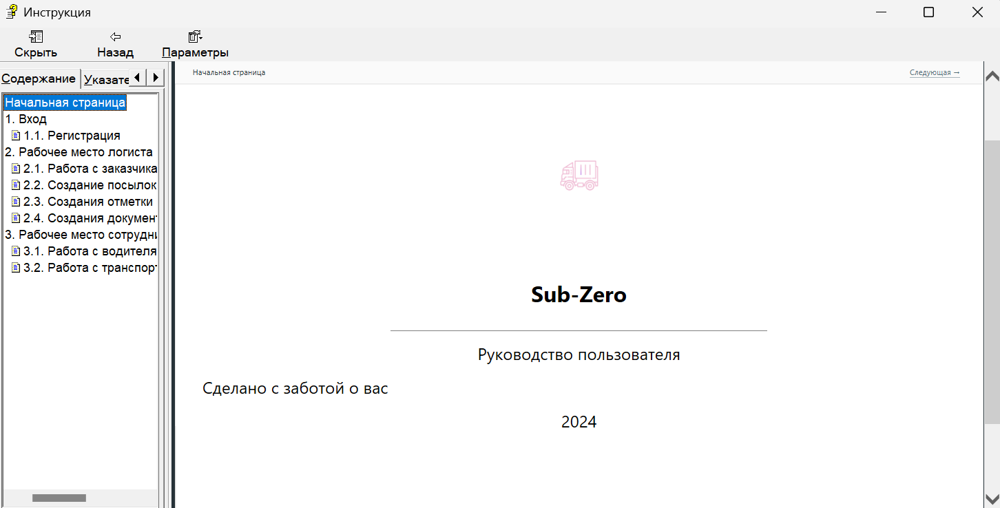 Инструкция
Скрыть
Назад
Параметры
Содержание
Указате
Начальная страница
1. Вход
1.1. Регистрация
2. Рабочее место логиста
2.1. Работа с заказчика
2.2. Создание посылок
2.3. Создания отметки
2.4. Создания докумен
3. Рабочее место сотрудни
3.1. Работа с водителя
3.2. Работа с транспор
Начальная страница
Следующая →
Sub-Zero
Руководство пользователя
Сделано с заботой о вас
2024